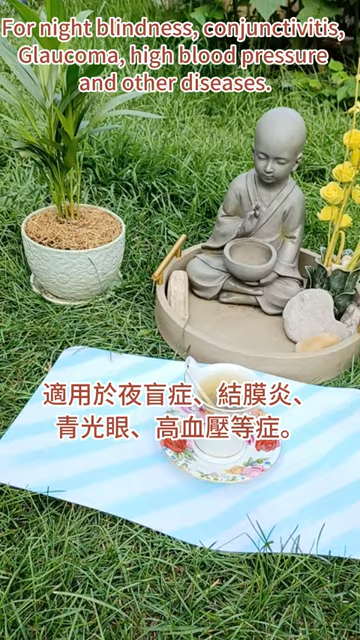 For night blindness, conjunctivitis,
Glaucoma, high blood pressure
and other diseases.
適用於夜盲症、結膜炎、
青光眼、高血壓等症。